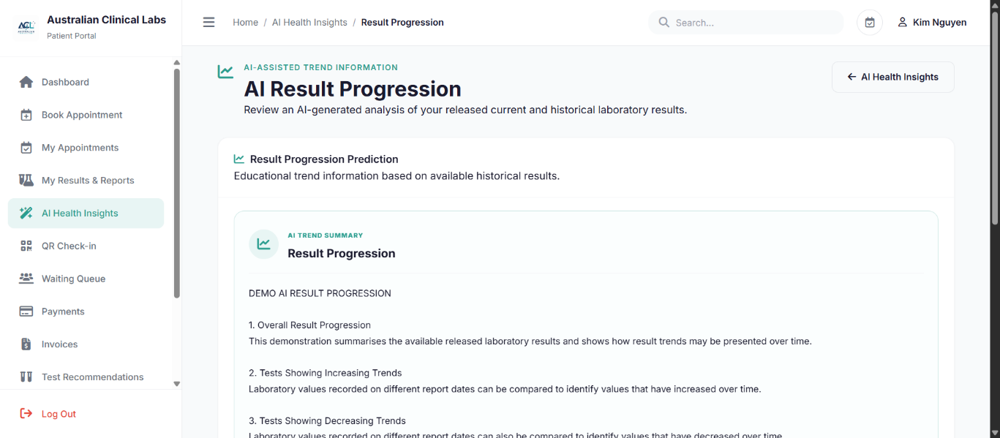 ACL
AUSTRALIAN
Australian Clinical Labs
Patient Portal
Dashboard
Book Appointment
My Appointments
My Results & Reports
AI Health Insights
QR Check-in
Waiting Queue
Payments
Invoices
Test Recommendations
Log Out
Home / AI Health Insights / Result Progression
Search...
Kim Nguyen
AI-ASSISTED TREND INFORMATION
AI Result Progression
Review an AI-generated analysis of your released current and historical laboratory results.
← AI Health Insights
Result Progression Prediction
Educational trend information based on available historical results.
AI TREND SUMMARY
Result Progression
DEMO AI RESULT PROGRESSION
1. Overall Result Progression
This demonstration summarises the available released laboratory results and shows how result trends may be presented over time.
2. Tests Showing Increasing Trends
Laboratory values recorded on different report dates can be compared to identify values that have increased over time.
3. Tests Showing Decreasing Trends
Laboratory values recorded on different report dates can also be compared to identify values that have decreased over time.